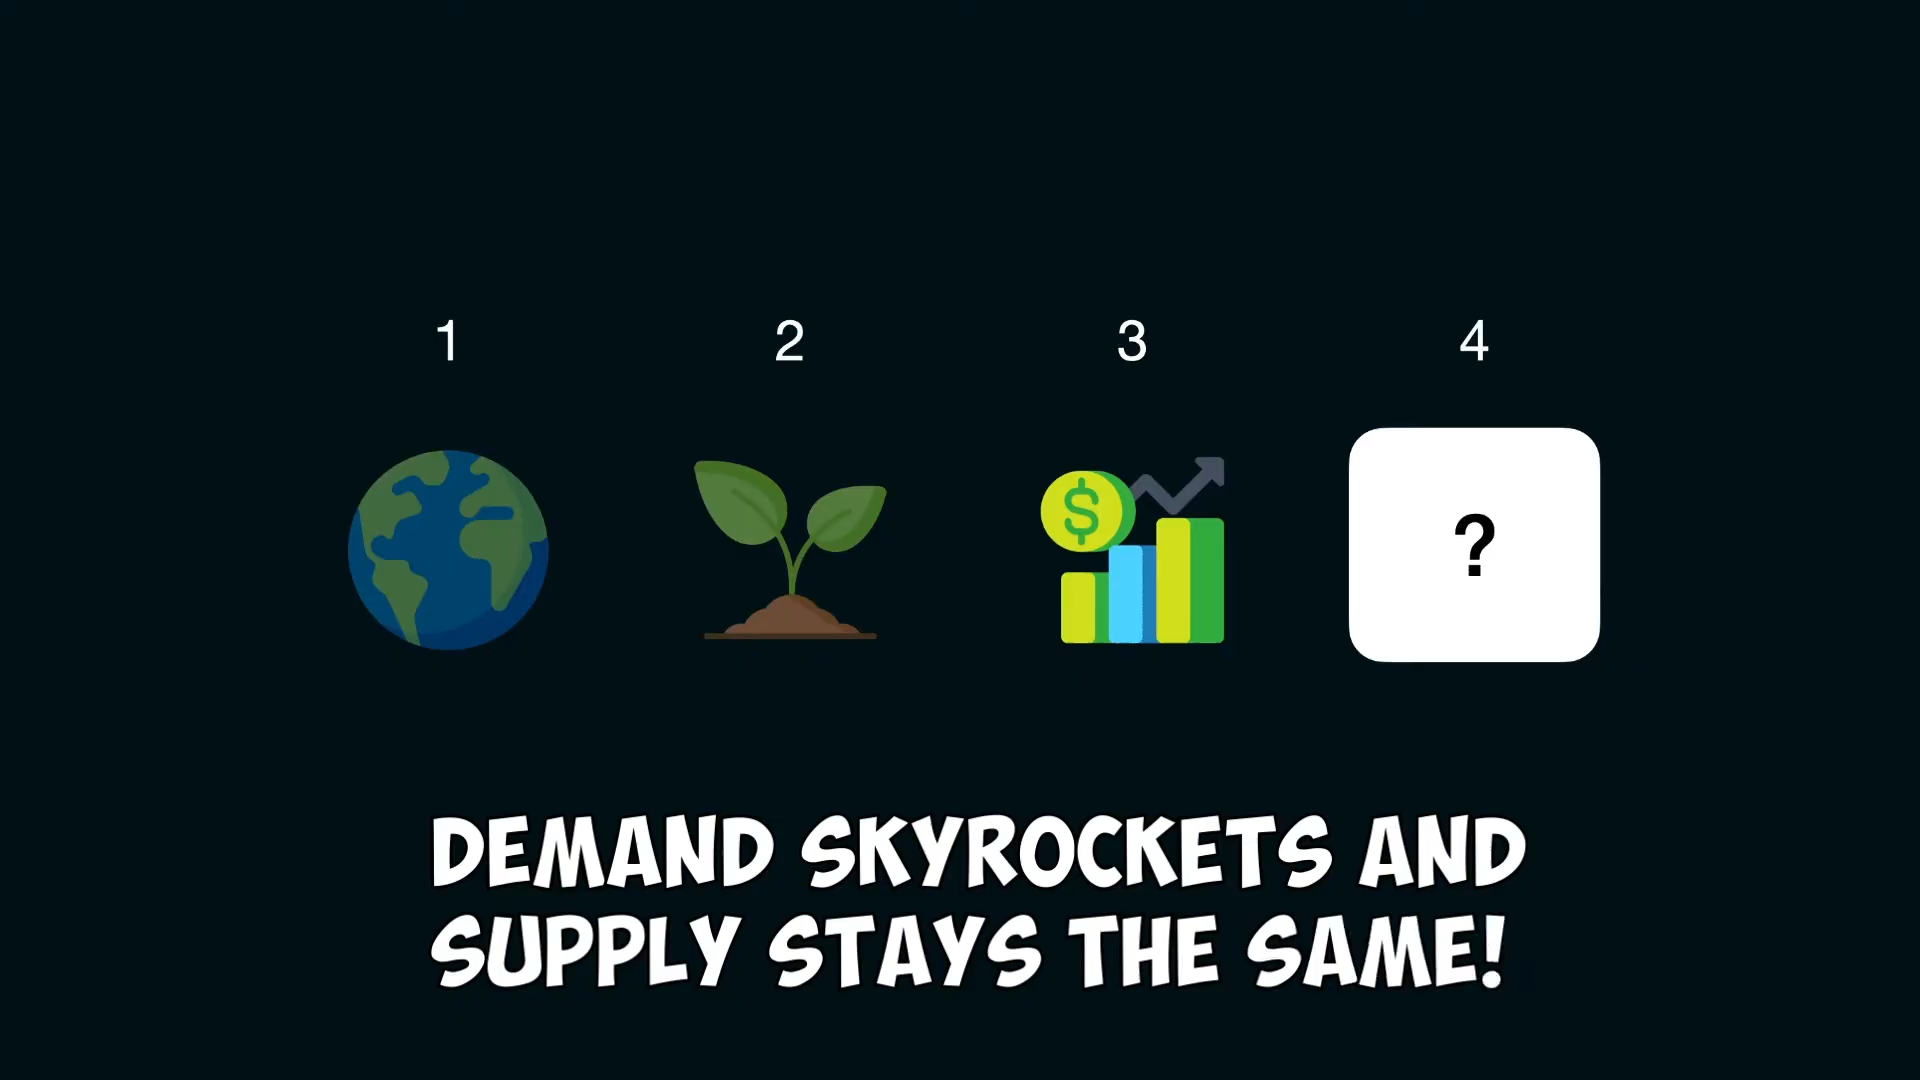 1 2 3 4
$
?
DEMAND SKYROCKETS AND
SUPPLY STAYS THE SAME!